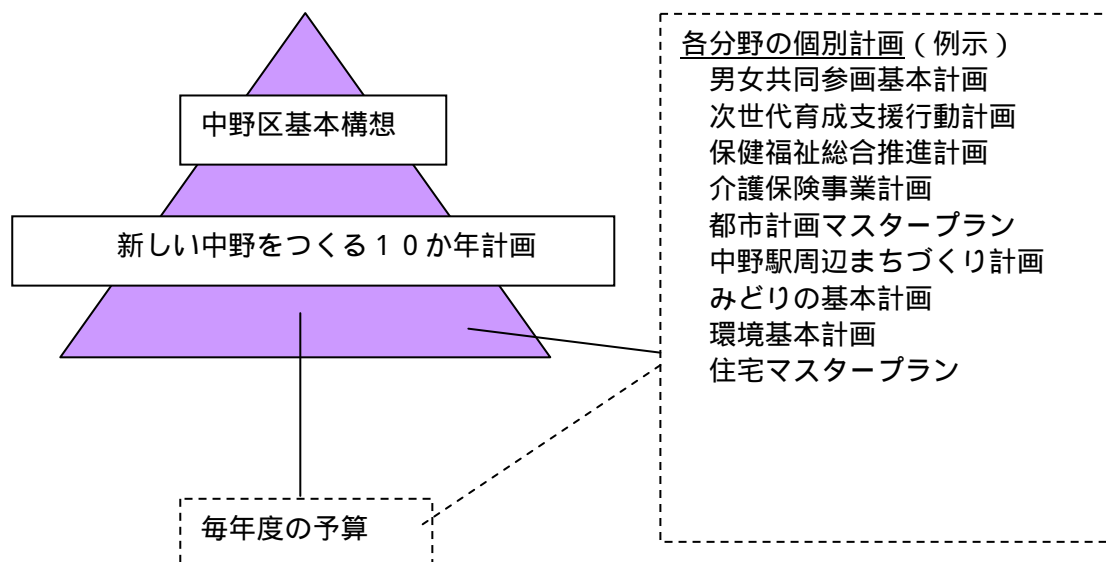 中野区基本構想
新しい中野をつくる１０か年計画
毎年度の予算
各分野の個別計画（例示）
男女共同参画基本計画
次世代育成支援行動計画
保健福祉総合推進計画
介護保険事業計画
都市計画マスタープラン
中野駅周辺まちづくり計画
みどりの基本計画
環境基本計画
住宅マスタープラン